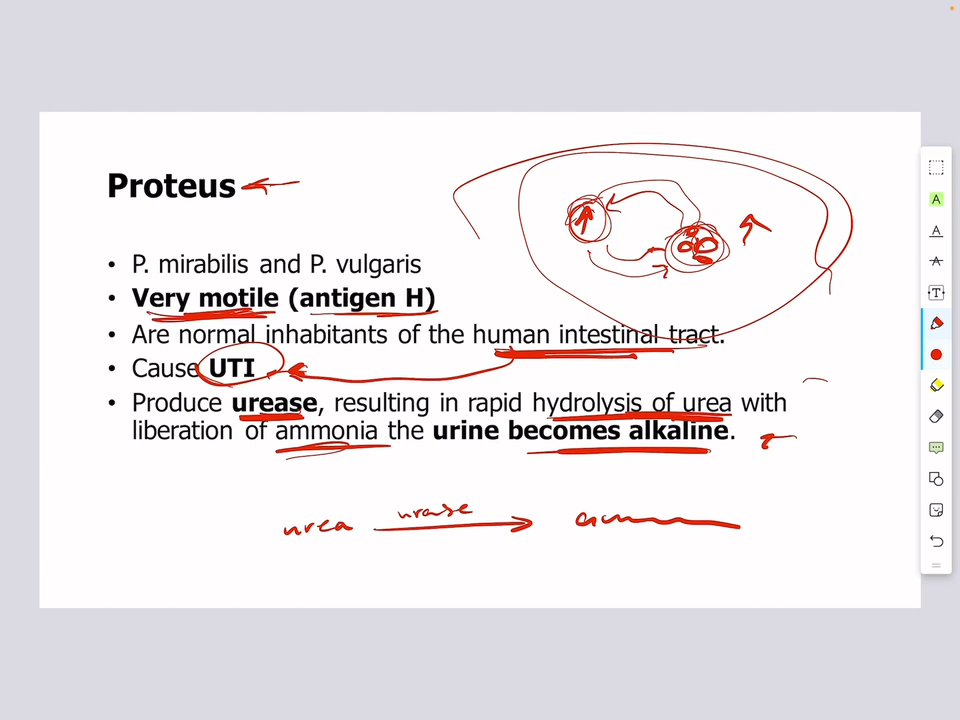 Proteus
• P. mirabilis and P. vulgaris
• Very motile (antigen H)
• Are normal inhabitants of the human intestinal tract.
• Cause UTI
• Produce urease, resulting in rapid hydrolysis of urea with
liberation of ammonia the urine becomes alkaline.
urea urease